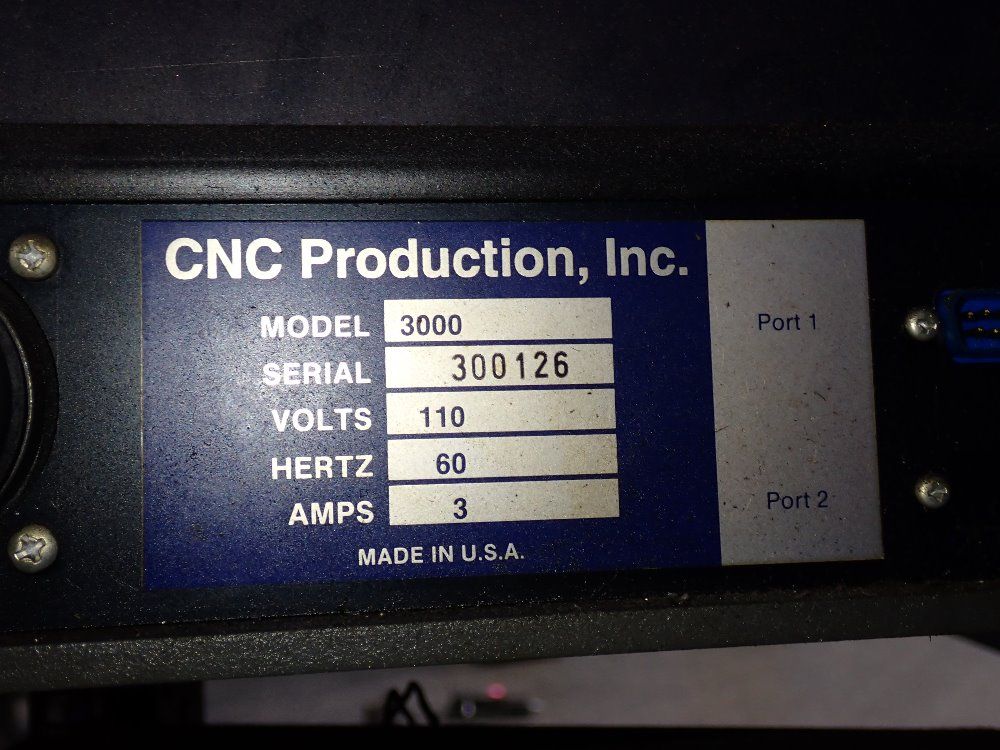 CNC Production, Inc.
MODEL 3000
SERIAL 300126
VOLTS 110
HERTZ 60
AMPS 3
MADE IN U.S.A.
Port 1
Port 2